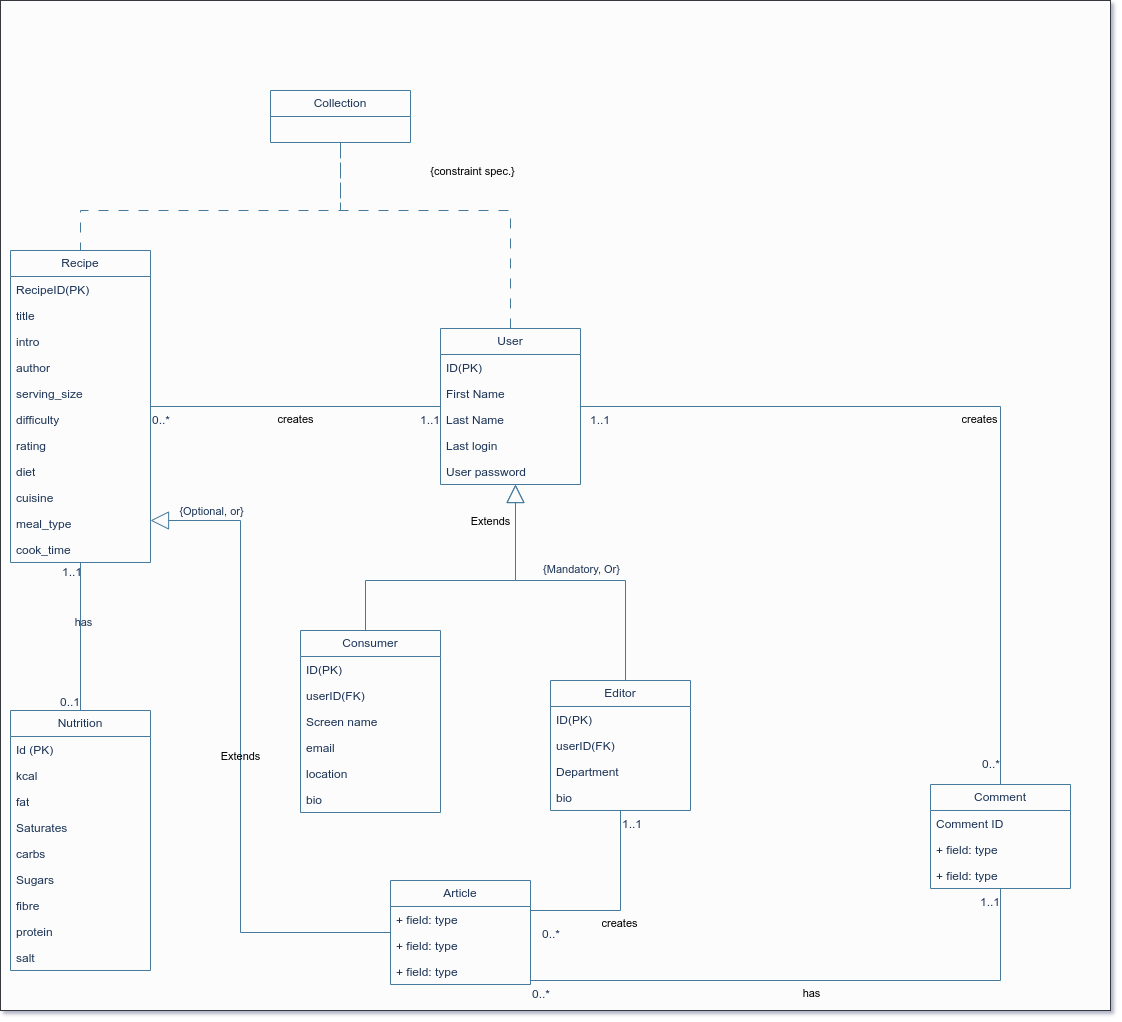 Collection
{constraint spec.}
Recipe
RecipeID(PK)
title
intro
author
serving_size
difficulty
rating
diet
cuisine
meal_type
cook_time
User
ID(PK)
First Name
Last Name
Last login
User password
0..*
creates
1..1
1..1
creates
{Optional, or}
Extends
{Mandatory, Or}
1..1
has
0..1
Consumer
ID(PK)
userID(FK)
Screen name
email
location
bio
Editor
ID(PK)
userID(FK)
Department
bio
Nutrition
Id (PK)
kcal
fat
Saturates
carbs
Sugars
fibre
protein
salt
Extends
0..*
Comment
Comment ID
+ field: type
+ field: type
1..1
1..1
Article
+ field: type
+ field: type
+ field: type
creates
0..*
0..*
has